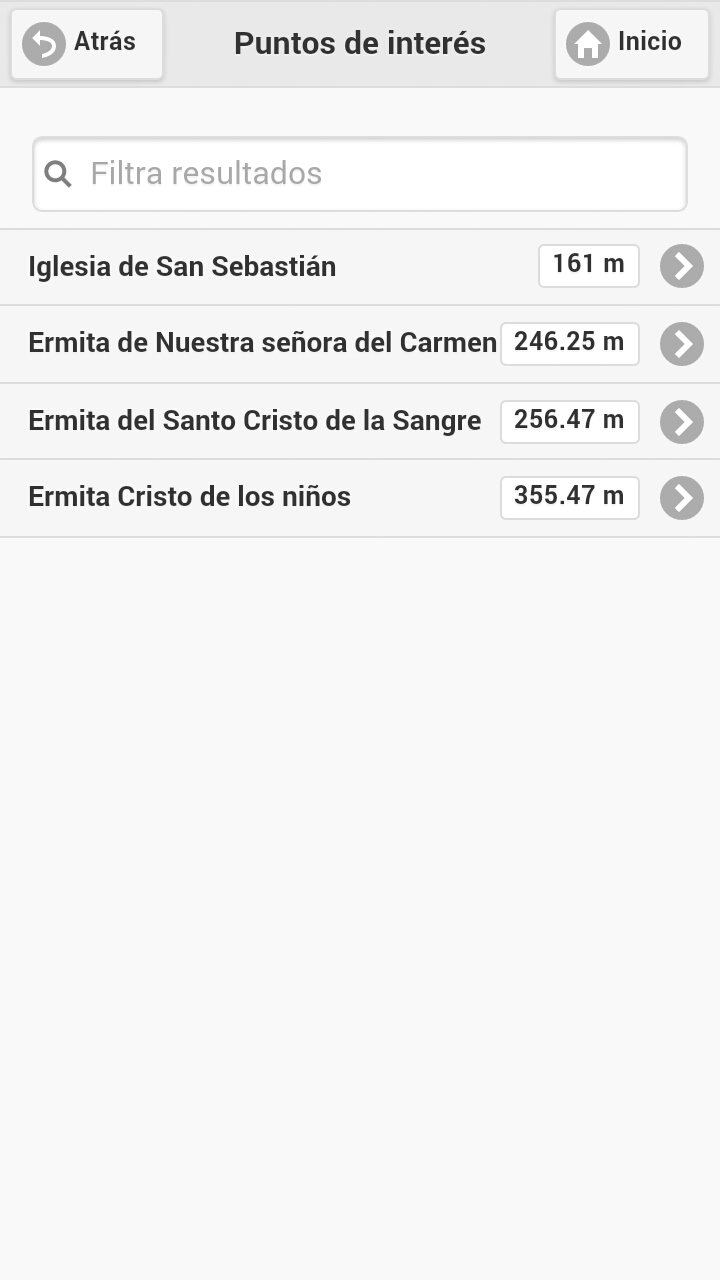 Atrás
Puntos de interés
Inicio
Filtra resultados
Iglesia de San Sebastián 161 m
Ermita de Nuestra señora del Carmen 246.25 m
Ermita del Santo Cristo de la Sangre 256.47 m
Ermita Cristo de los niños 355.47 m